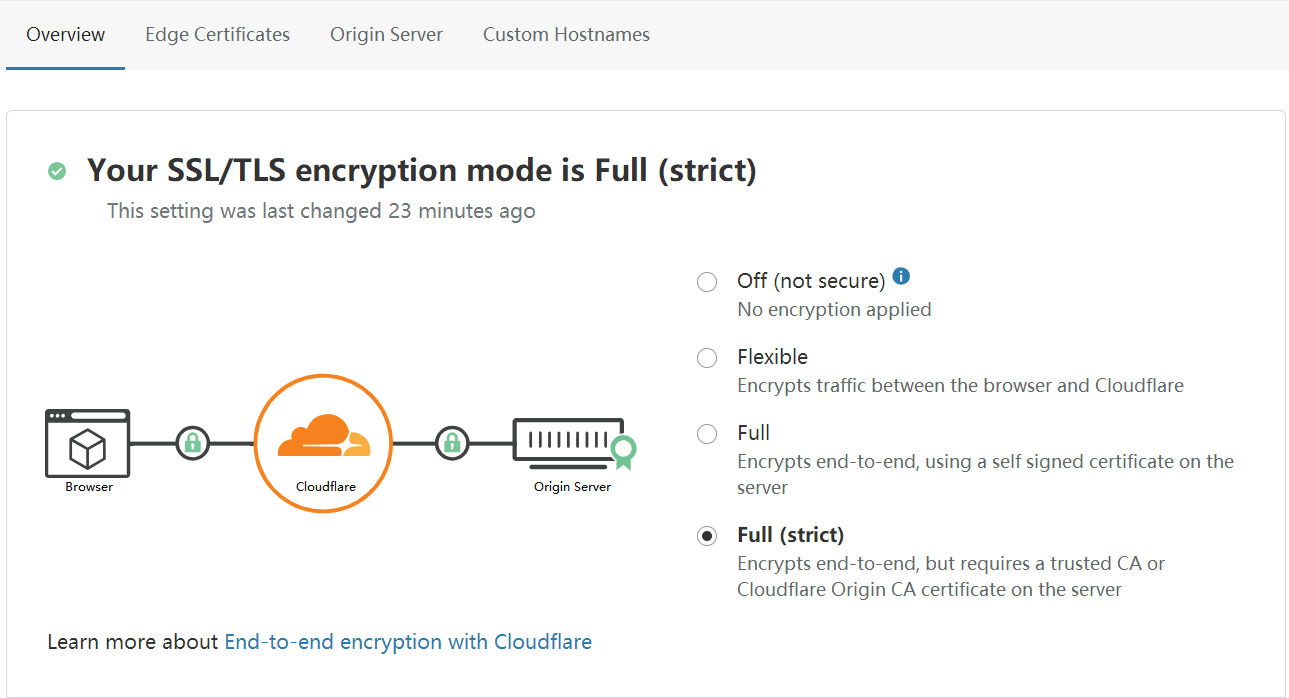 Overview Edge Certificates Origin Server Custom Hostnames
Your SSL/TLS encryption mode is Full (strict)
This setting was last changed 23 minutes ago
Browser
Cloudflare
Origin Server
Off (not secure)
No encryption applied
Flexible
Encrypts traffic between the browser and Cloudflare
Full
Encrypts end-to-end, using a self signed certificate on the
server
Full (strict)
Encrypts end-to-end, but requires a trusted CA or
Cloudflare Origin CA certificate on the server
Learn more about End-to-end encryption with Cloudflare